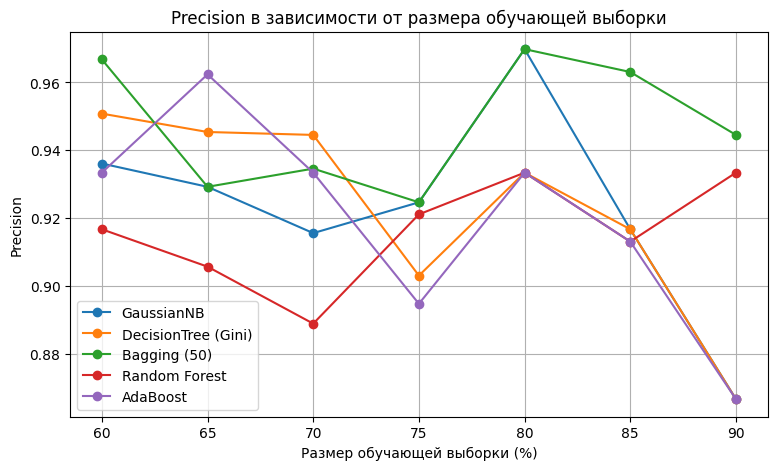 Precision в зависимости от размера обучающей выборки
Precision
0.96
0.94
0.92
0.90
0.88
GaussianNB
DecisionTree (Gini)
Bagging (50)
Random Forest
AdaBoost
60 65 70 75 80 85 90
Размер обучающей выборки (%)